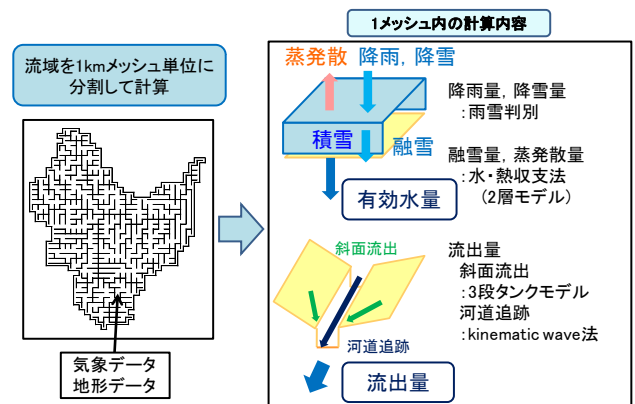 流域を1kmメッシュ単位に
分割して計算
気象データ
地形データ
1メッシュ内の計算内容
蒸発散 降雨, 降雪
積雪
融雪
有効水量
降雨量, 降雪量
:雨雪判別
融雪量, 蒸発散量
:水・熱収支法
(2層モデル)
斜面流出
河道追跡
流出量
流出量
斜面流出
:3段タンクモデル
河道追跡
:kinematic wave法